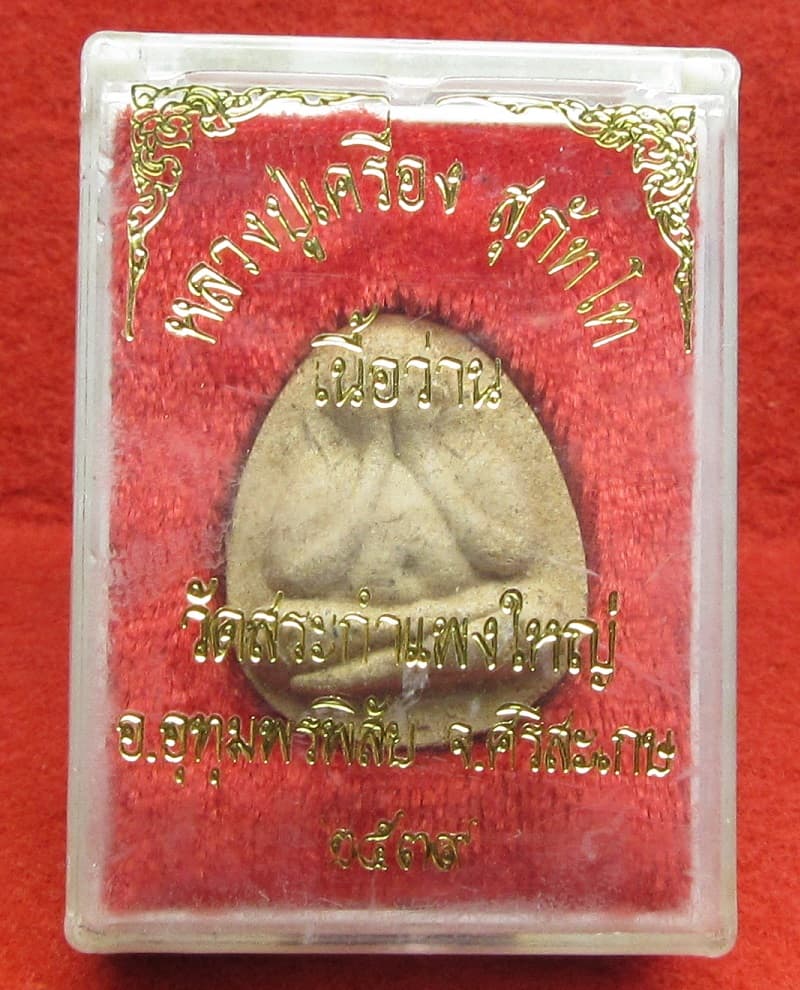 หลวงปู่เครื่อง สุภัทโท
เนื้อว่าน
วัดสระกำแพงใหญ่
อ.อุทุมพรพิสัย จ.ศรีสะเกษ
๒๕๓๙